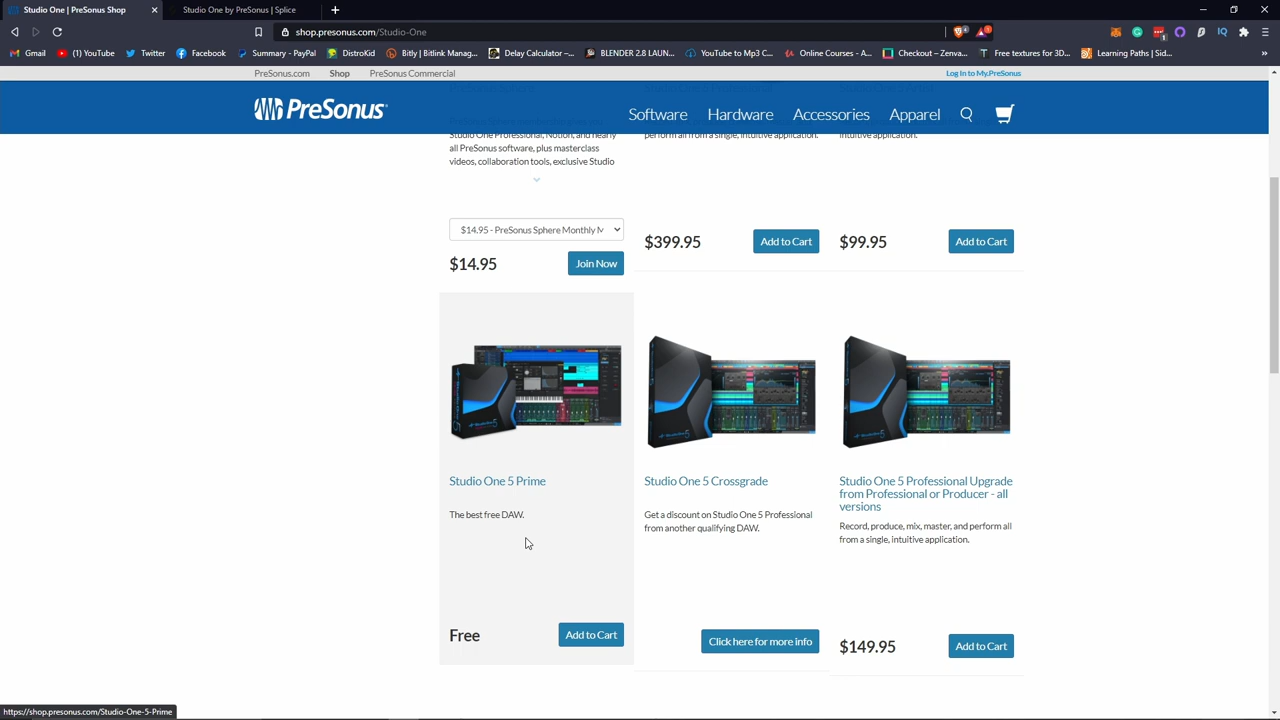 Studio One | PreSonus Shop
Studio One by PreSonus | Splice
shop.presonus.com/Studio-One
Gmail
(1) YouTube
Twitter
Facebook
Summary - PayPal
DistroKid
Bitly | Bitlink Manag...
Delay Calculator –...
BLENDER 2.8 LAUN...
YouTube to Mp3 C...
Online Courses - A...
Checkout – Zenva...
Free textures for 3D...
Learning Paths | Sid...
PreSonus.com
Shop
PreSonus Commercial
Log In to My.PreSonus
PreSonus
Software
Hardware
Accessories
Apparel
Studio One Professional, Notion, and nearly
all PreSonus software, plus masterclass
videos, collaboration tools, exclusive Studio
perform all from a single, intuitive application.
intuitive application.
$14.95 - PreSonus Sphere Monthly M
$14.95
Join Now
$399.95
Add to Cart
$99.95
Add to Cart
Studio One 5 Prime
The best free DAW.
Free
Add to Cart
Studio One 5 Crossgrade
Get a discount on Studio One 5 Professional
from another qualifying DAW.
Click here for more info
Studio One 5 Professional Upgrade
from Professional or Producer - all
versions
Record, produce, mix, master, and perform all
from a single, intuitive application.
$149.95
Add to Cart
https://shop.presonus.com/Studio-One-5-Prime